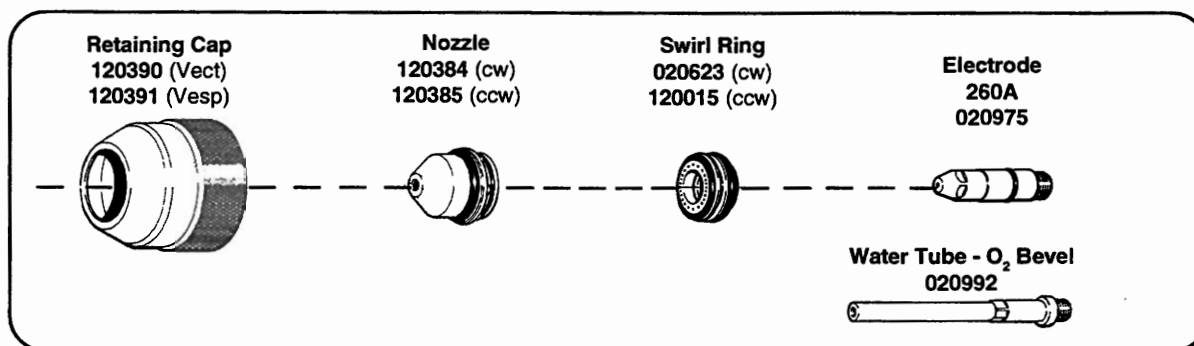 Retaining Cap
120390 (Vect)
120391 (Vesp)
Nozzle
120384 (cw)
120385 (ccw)
Swirl Ring
020623 (cw)
120015 (ccw)
Electrode
260A
020975
Water Tube - O₂ Bevel
020992